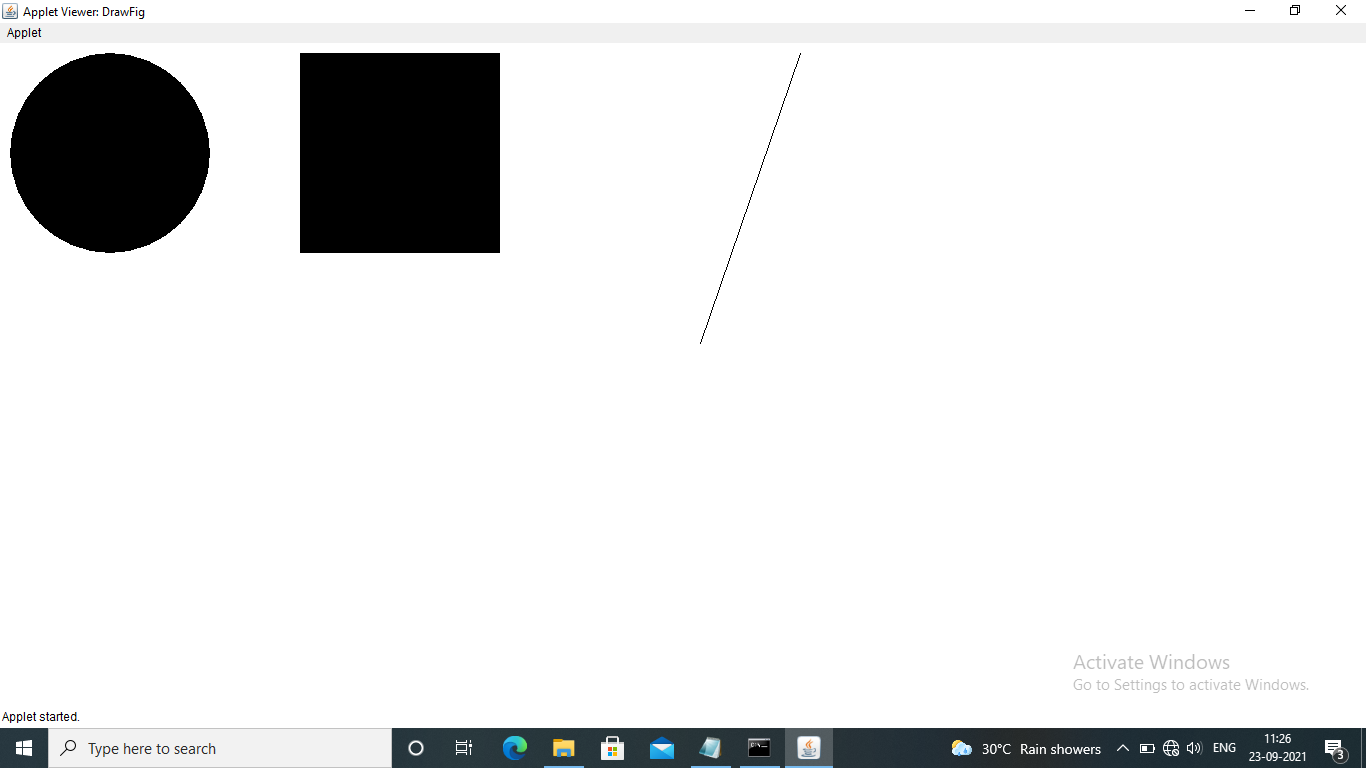 Applet Viewer: DrawFig
Applet
Activate Windows
Go to Settings to activate Windows.
Applet started.
Type here to search
30°C Rain showers
ENG
11:26
23-09-2021
3